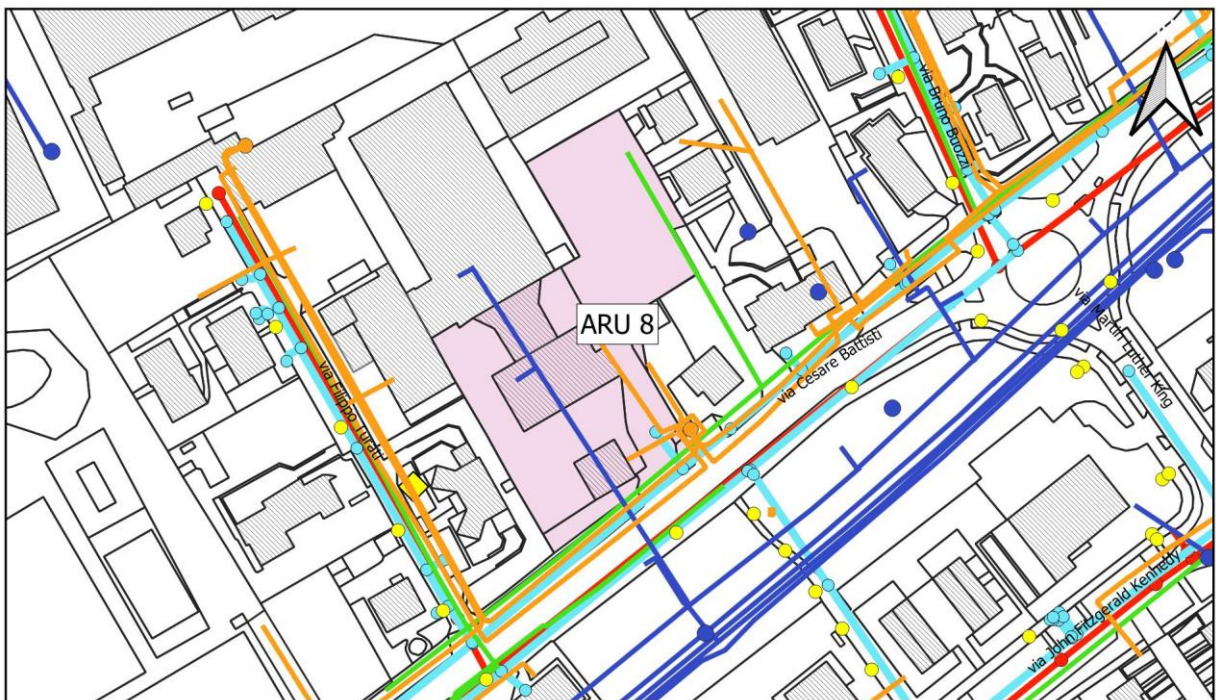 via Bruno Buozzi
ARU 8
via Cesare Battisti
via Martin Luther King
via Filippo Turati
via John Fitzgerald Kennedy